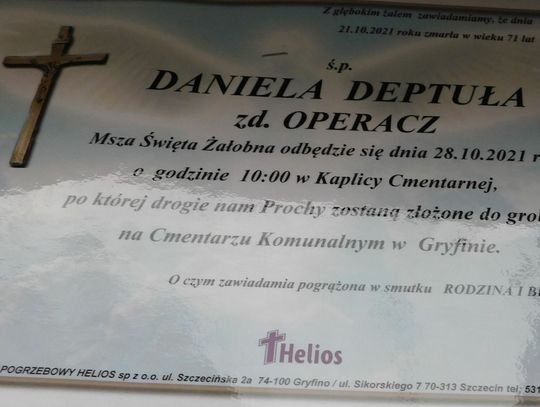 Z głębokim żalem zawiadamiamy, że dnia
21.10.2021 roku zmarła w wieku 71 lat
ś.p.
DANIELA DEPTUŁA
zd. OPERACZ
Msza Święta Żałobna odbędzie się dnia 28.10.2021 r
o godzinie 10:00 w Kaplicy Cmentarnej,
po której drogie nam Prochy zostaną złożone do grob
na Cmentarzu Komunalnym w Gryfinie.
O czym zawiadamia pogrążona w smutku RODZINA I B
Helios
POGRZEBOWY HELIOS sp z o.o. ul. Szczecińska 2a 74-100 Gryfino / ul. Sikorskiego 7 70-313 Szczecin tel; 531